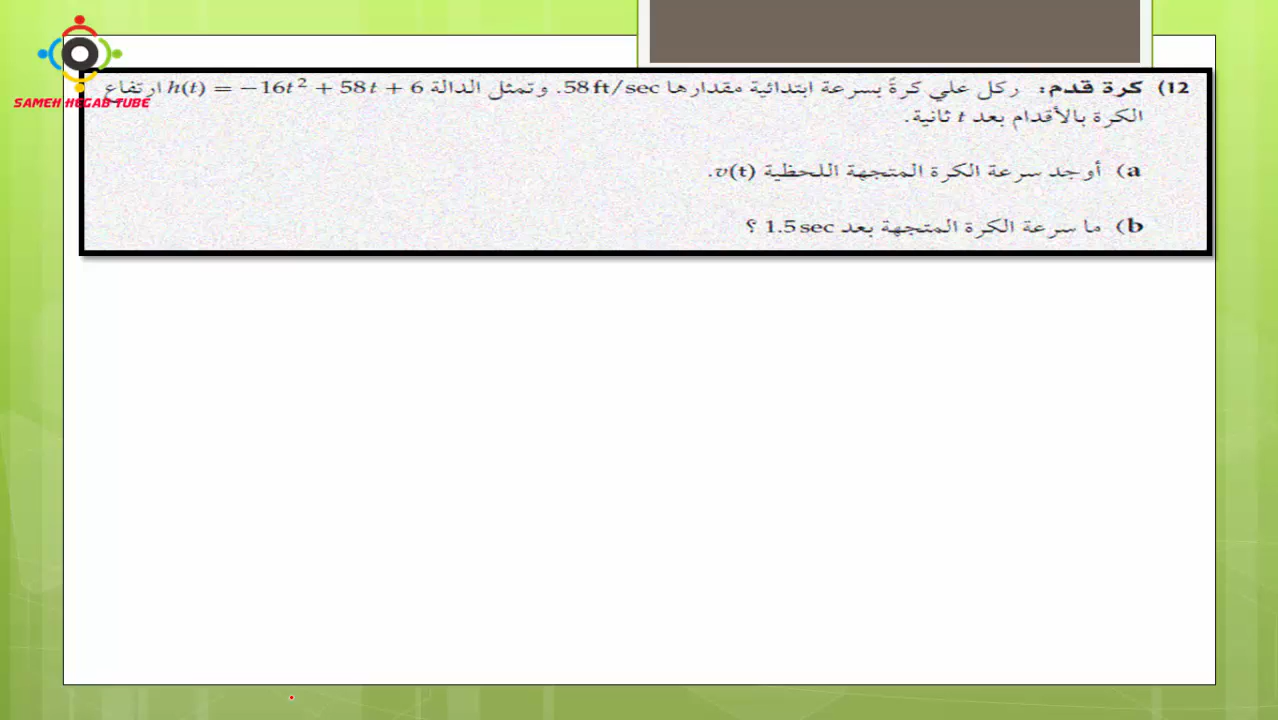 SAMEH HEGAB TUBE
12) كرة قدم: ركل علي كرةً بسرعة ابتدائية مقدارها 58 ft/sec. وتمثل الدالة h(t) = −16t² + 58t + 6 ارتفاع
الكرة بالأقدام بعد t ثانية.
a) أوجد سرعة الكرة المتجهة اللحظية v(t).
b) ما سرعة الكرة المتجهة بعد 1.5 sec ؟